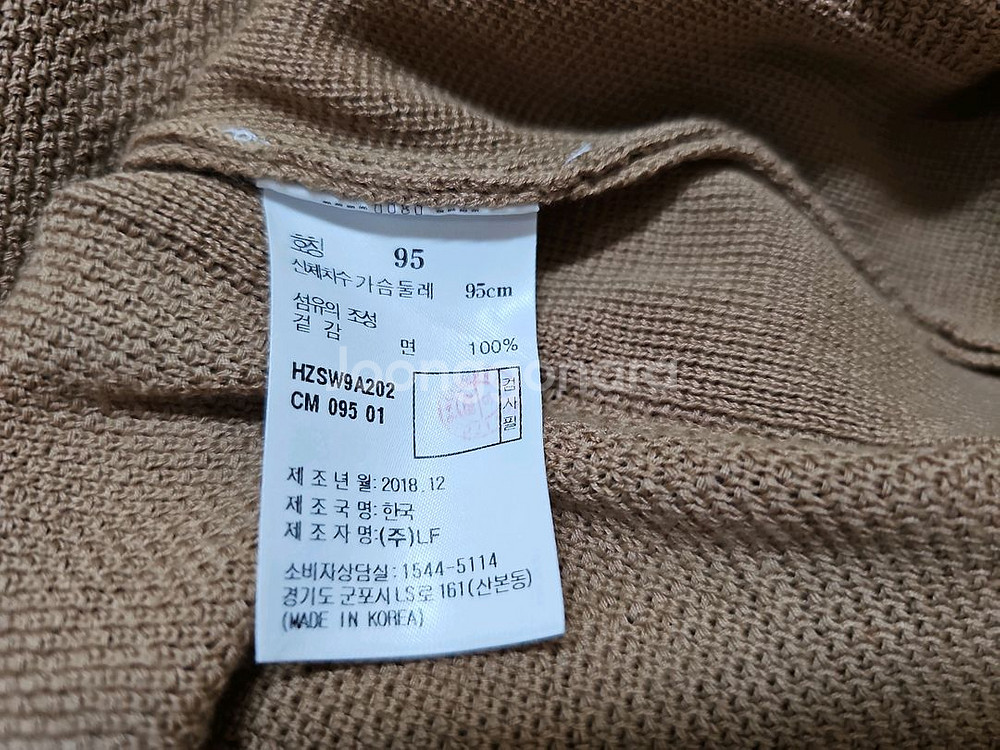 호칭 95
신체치수 가슴둘레 95cm
섬유의 조성
겉 감 면 100%
HZSW9A202
CM 095 01
검사필
제 조 년 월: 2018.12
제 조 국 명: 한국
제 조 자 명:(주)LF
소비자상담실: 1544-5114
경기도 군포시 LS로 161(산본동)
(MADE IN KOREA)